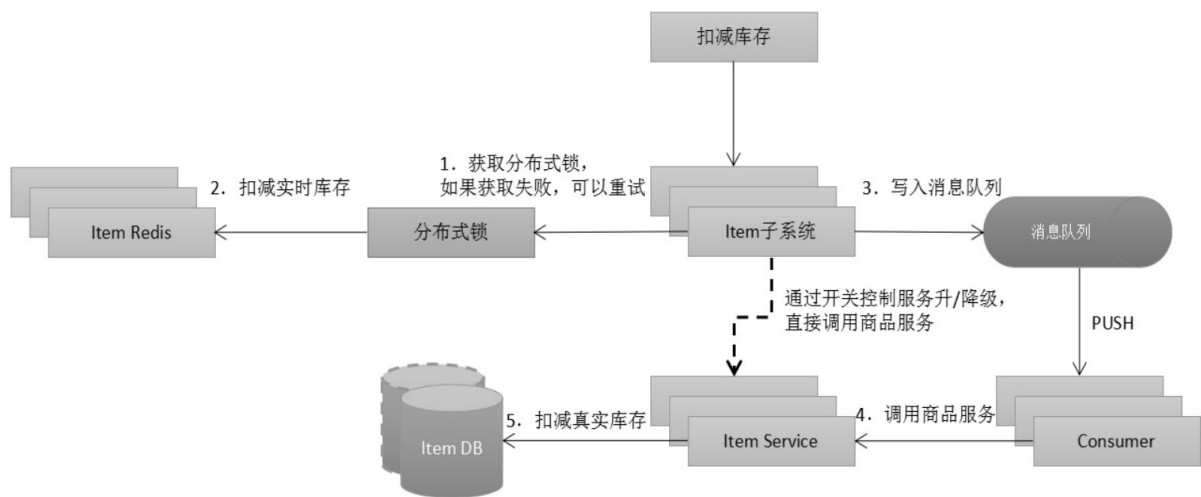 扣减库存
1. 获取分布式锁,
如果获取失败, 可以重试
2. 扣减实时库存
3. 写入消息队列
Item Redis
分布式锁
Item子系统
消息队列
通过开关控制服务升/降级,
直接调用商品服务
PUSH
Item DB
5. 扣减真实库存
Item Service
4. 调用商品服务
Consumer